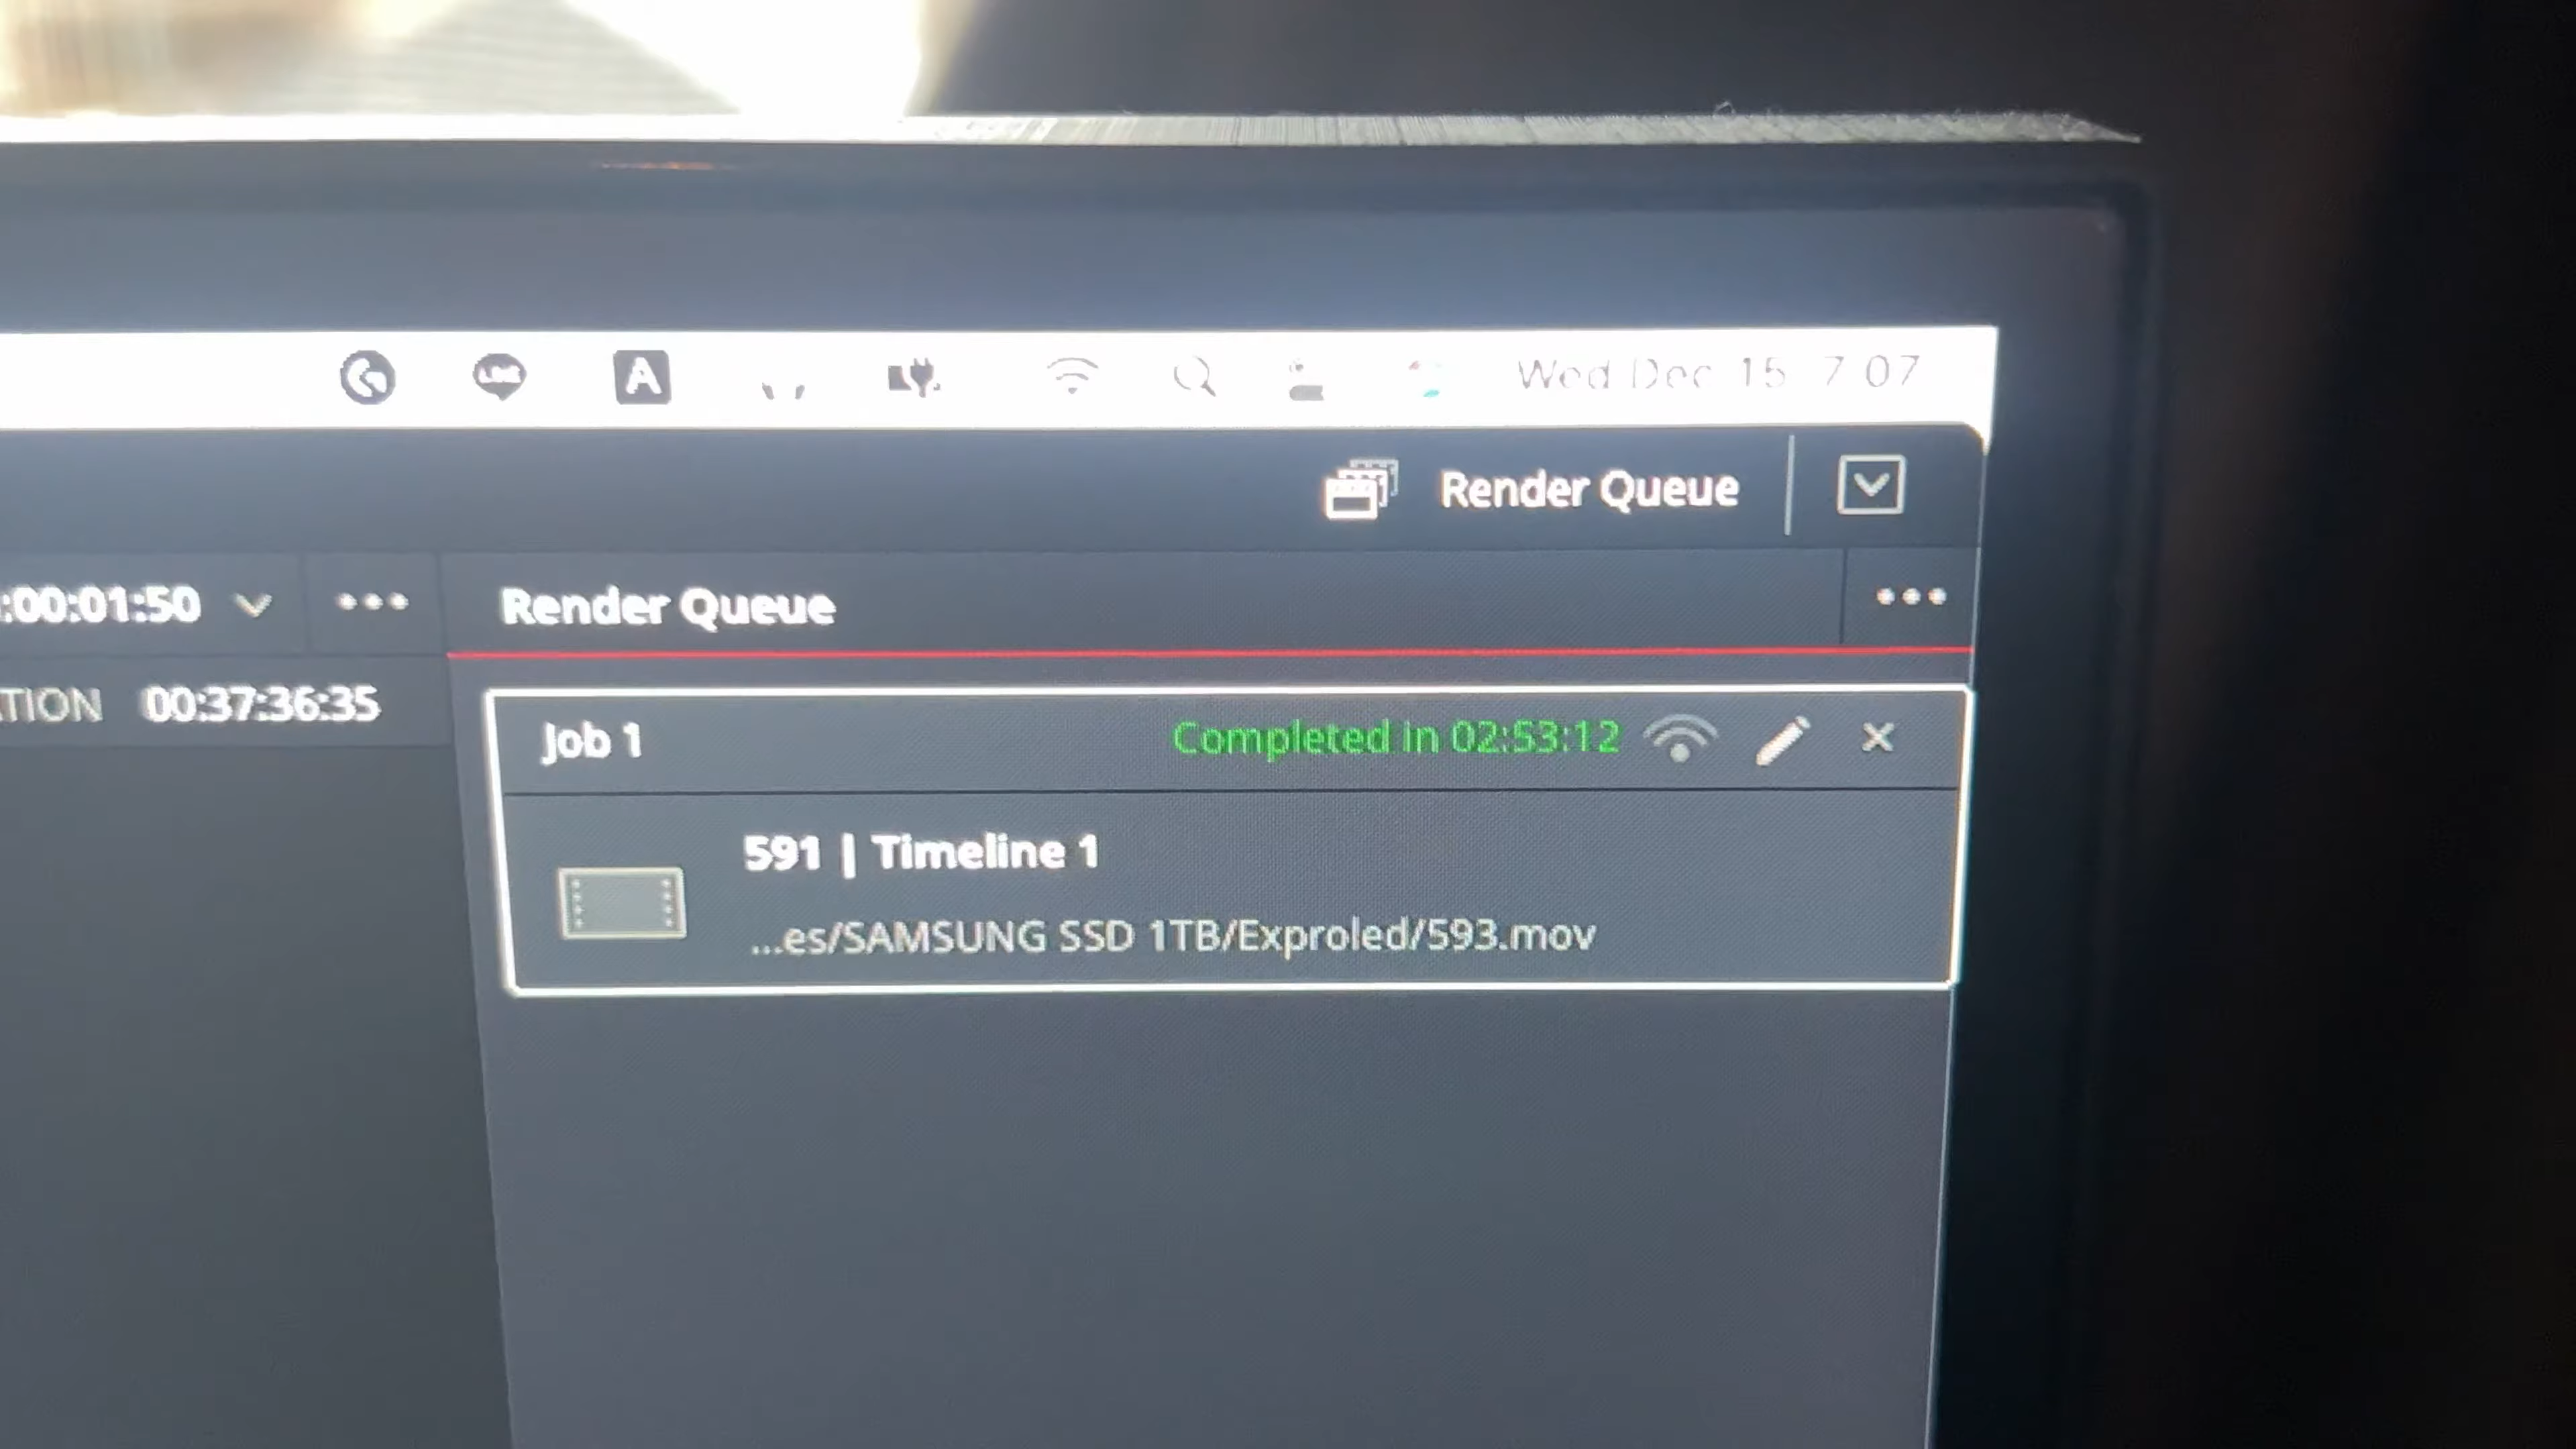 LINE
A
Wed Dec 15 7 07
Render Queue
:00:01:50
Render Queue
TION 00:37:36:35
Job 1
Completed in 02:53:12
591 | Timeline 1
...es/SAMSUNG SSD 1TB/Exproled/593.mov